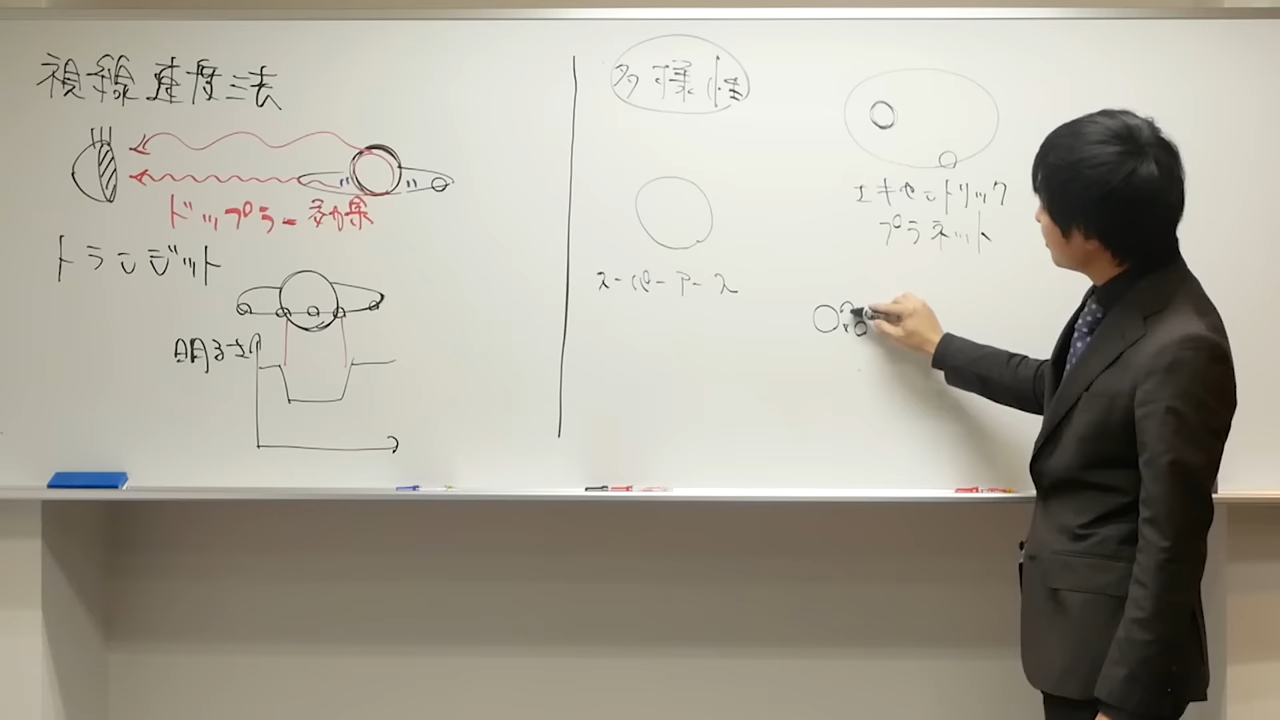 視線速度法
ドップラー効果
トランジット
明るさ
多様性
スーパーアース
エキセントリック
プラネット